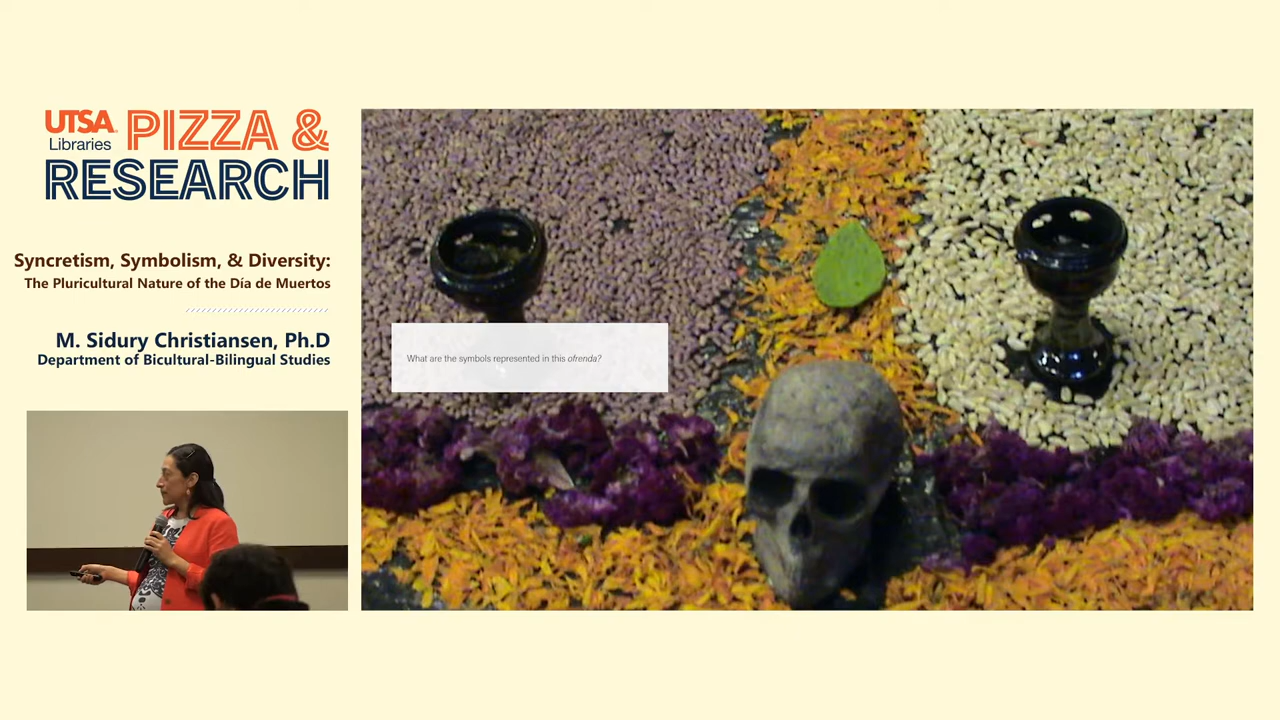 UTSA PIZZA &
Libraries
RESEARCH
Syncretism, Symbolism, & Diversity:
The Pluricultural Nature of the Día de Muertos
M. Sidury Christiansen, Ph.D
Department of Bicultural-Bilingual Studies
What are the symbols represented in this ofrenda?